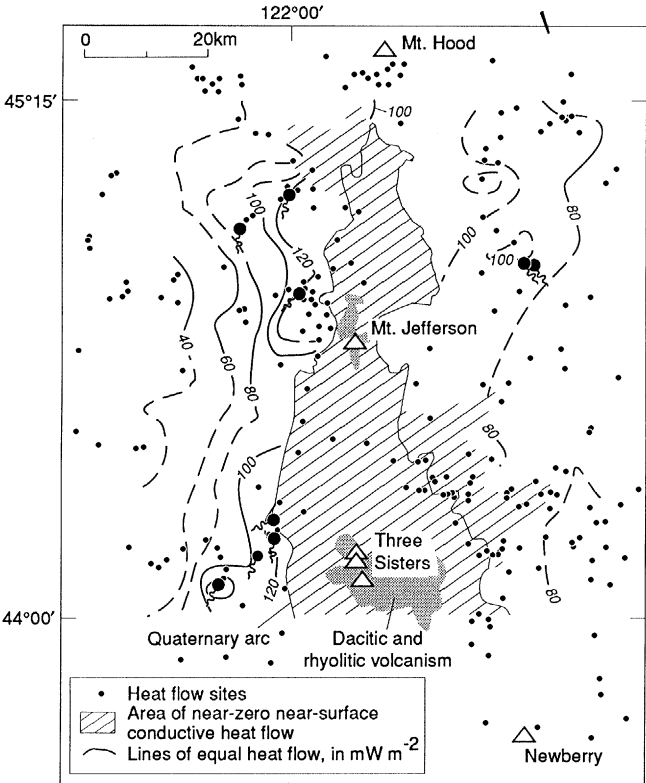 122°00′
0 20km
Mt. Hood
45°15′
100
100
80
100
120
100
Mt. Jefferson
40
60
80
80
100
Three
Sisters
120
80
44°00′
Quaternary arc
Dacitic and
rhyolitic volcanism
Heat flow sites
Area of near-zero near-surface
conductive heat flow
Lines of equal heat flow, in mW m-2
Newberry